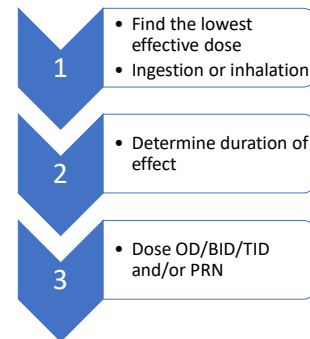 1
• Find the lowest
effective dose
• Ingestion or inhalation
2
• Determine duration of
effect
3
• Dose OD/BID/TID
and/or PRN